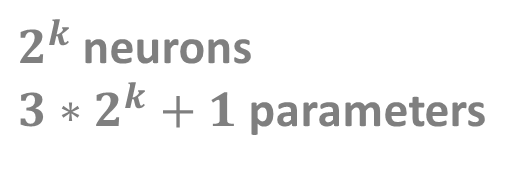 2^k neurons
3 * 2^k + 1 parameters